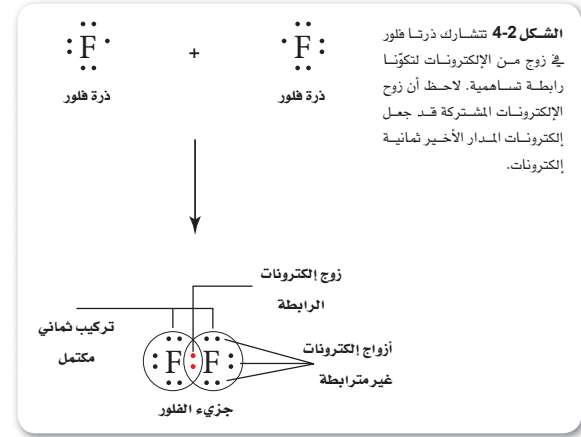 الشكل 2-4 تتشارك ذرتا فلور
في زوج من الإلكترونات لتكوّنا
رابطة تساهمية. لاحظ أن زوح
الإلكترونات المشتركة قد جعل
إلكترونات المدار الأخير ثمانية
إلكترونات.
F + F
ذرة فلور
ذرة فلور
زوج إلكترونات
الرابطة
تركيب ثماني
مكتمل
F F
أزواج إلكترونات
غير مترابطة
جزيء الفلور